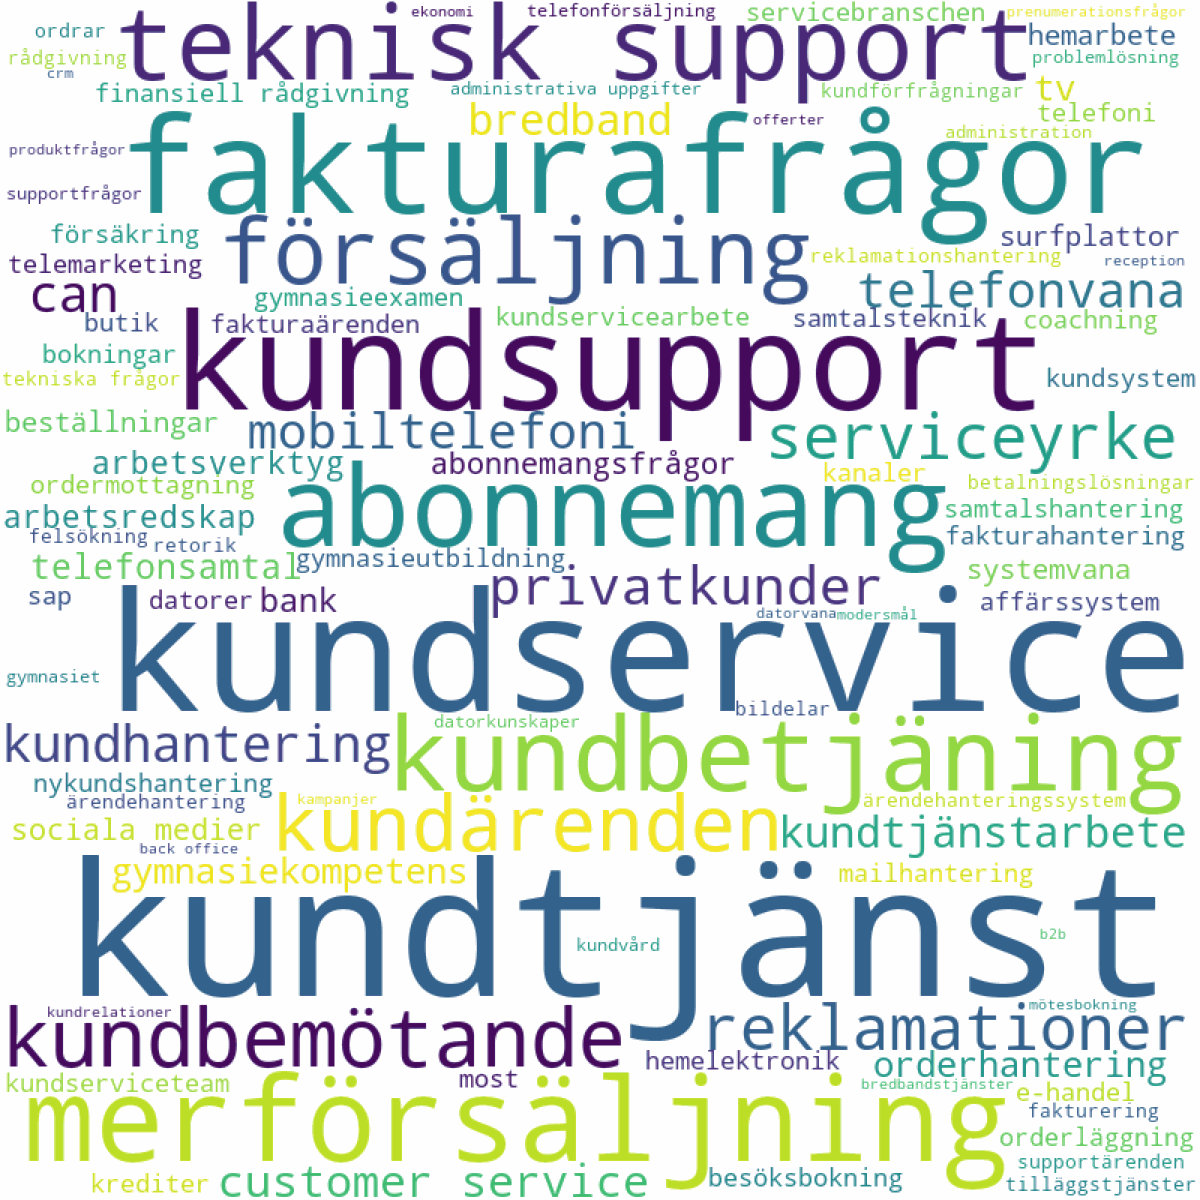 ekonomi
telefonförsäljning
servicebranschen
prenumerationsfrågor
ordrar
teknisk support
hemarbete
rådgivning
problemlösning
crm
finansiell rådgivning
administrativa uppgifter
kundförfrågningar
tv
telefoni
bredband
offerter
administration
produktfrågor
fakturafrågor
supportfrågor
försäkring
försäljning
surfplattor
telemarketing
reklamationshantering
reception
can
gymnasieexamen
telefonvana
butik
fakturaärenden
kundservicearbete
samtalsteknik
coachning
bokningar
kundsupport
tekniska frågor
kundsystem
beställningar
mobiltelefoni
serviceyrke
arbetsverktyg
abonnemangsfrågor
kanaler
ordermottagning
abonnemang
betalningslösningar
arbetsredskap
samtalshantering
felsökning
retorik
fakturahantering
telefonsamtal
gymnasieutbildning
systemvana
sap
datorer
bank
privatkunder
affärssystem
datorvana
modersmål
kundservice
gymnasiet
bildelar
datorkunskaper
kundhantering
kundbetjäning
nykundshantering
ärendehantering
kampanjer
ärendehanteringssystem
sociala medier
kundärenden
kundtjänstarbete
back office
gymnasiekompetens
mailhantering
kundtjänst
kundvård
b2b
kundrelationer
mötesbokning
kundbemötande
reklamationer
hemelektronik
orderhantering
kundserviceteam
most
bredbandstjänster
e-handel
merförsäljning
fakturering
orderläggning
supportärenden
krediter
customer service
besöksbokning
tilläggstjänster